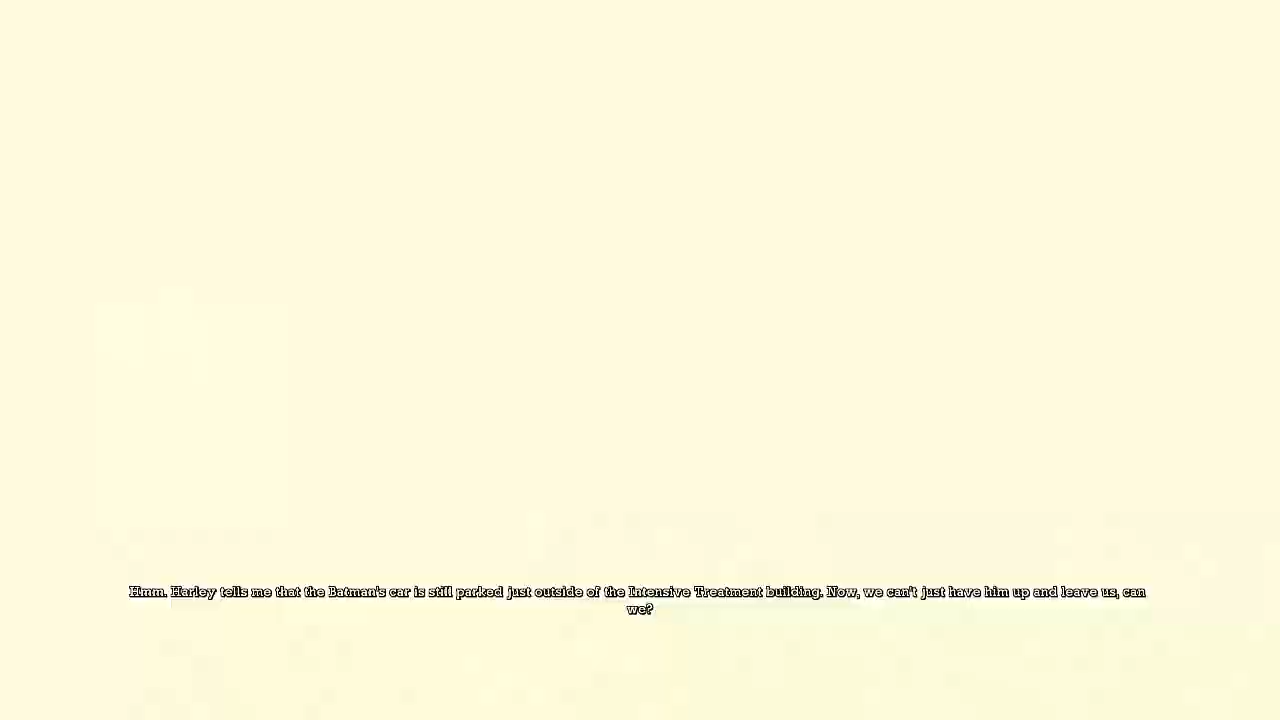 Hmm. Harley tells me that the Batman's car is still parked just outside of the Intensive Treatment building. Now, we can't just have him up and leave us, can
we?